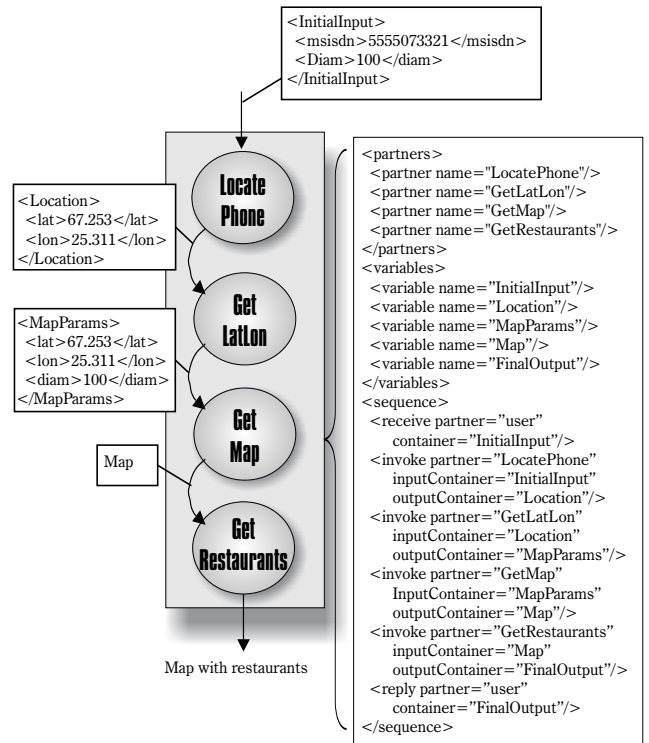 <InitialInput>
<msisdn>5555073321</msisdn>
<Diam>100</diam>
</InitialInput>
Locate
Phone
<Location>
<lat>67.253</lat>
<lon>25.311</lon>
</Location>
Get
LatLon
<MapParams>
<lat>67.253</lat>
<lon>25.311</lon>
<diam>100</diam>
</MapParams>
Get
Map
Map
Get
Restaurants
Map with restaurants
<partners>
<partner name="LocatePhone"/>
<partner name="GetLatLon"/>
<partner name="GetMap"/>
<partner name="GetRestaurants"/>
</partners>
<variables>
<variable name="InitialInput"/>
<variable name="Location"/>
<variable name="MapParams"/>
<variable name="Map"/>
<variable name="FinalOutput"/>
</variables>
<sequence>
<receive partner="user"
container="InitialInput"/>
<invoke partner="LocatePhone"
inputContainer="InitialInput"
outputContainer="Location"/>
<invoke partner="GetLatLon"
inputContainer="Location"
outputContainer="MapParams"/>
<invoke partner="GetMap"
InputContainer="MapParams"
outputContainer="Map"/>
<invoke partner="GetRestaurants"
inputContainer="Map"
outputContainer="FinalOutput"/>
<reply partner="user"
container="FinalOutput"/>
</sequence>